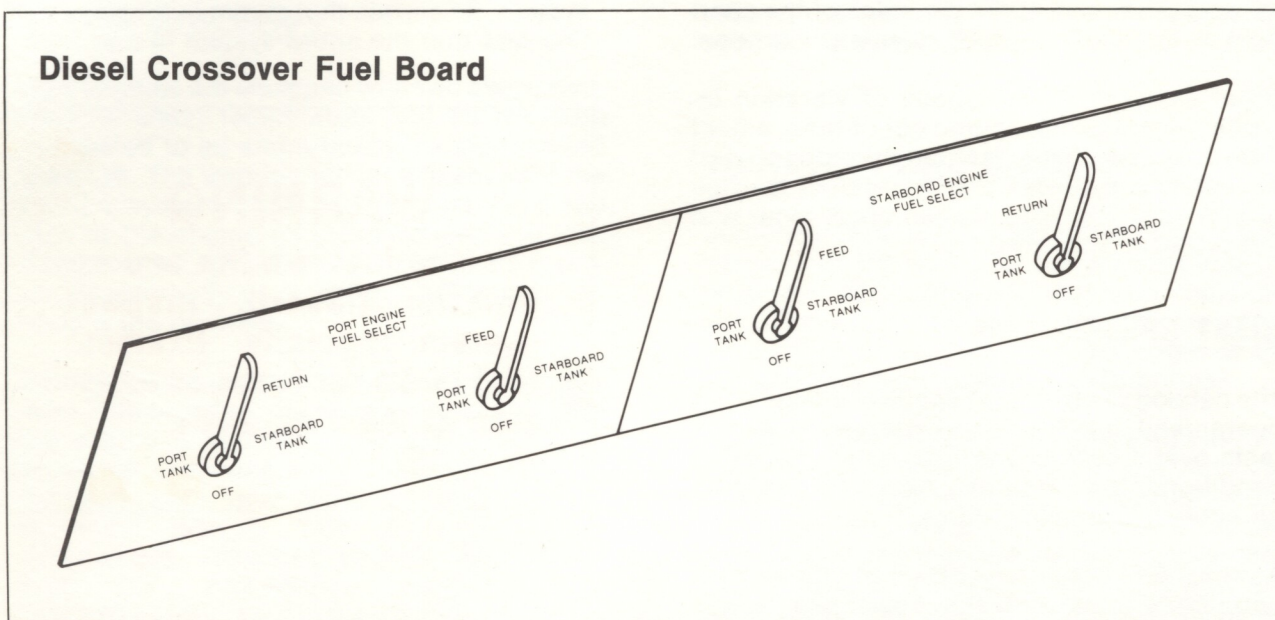 Diesel Crossover Fuel Board
PORT ENGINE
FUEL SELECT
RETURN
PORT
TANK
STARBOARD
TANK
OFF
FEED
PORT
TANK
STARBOARD
TANK
OFF
STARBOARD ENGINE
FUEL SELECT
FEED
PORT
TANK
STARBOARD
TANK
OFF
RETURN
PORT
TANK
STARBOARD
TANK
OFF